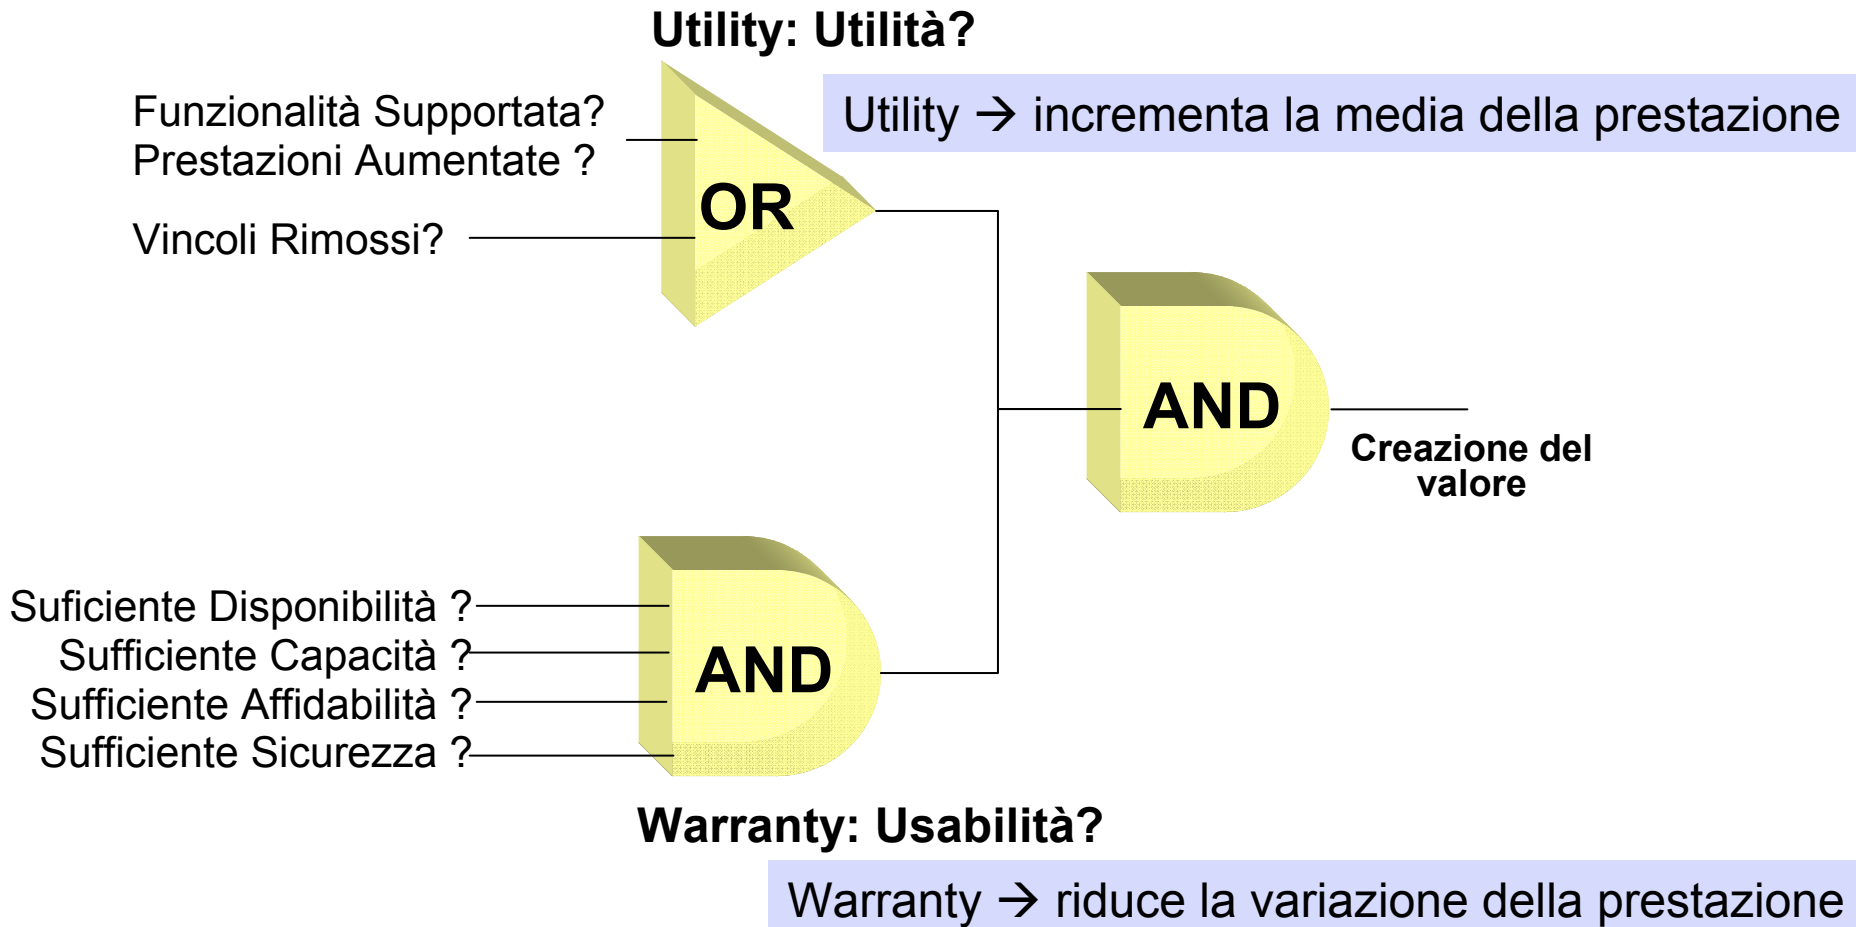 Utility: Utilità?
Utility → incrementa la media della prestazione
Funzionalità Supportata?
Prestazioni Aumentate ?
Vincoli Rimossi?
OR
AND
Creazione del
valore
Suficiente Disponibilità ?
Sufficiente Capacità ?
Sufficiente Affidabilità ?
Sufficiente Sicurezza ?
AND
Warranty: Usabilità?
Warranty → riduce la variazione della prestazione